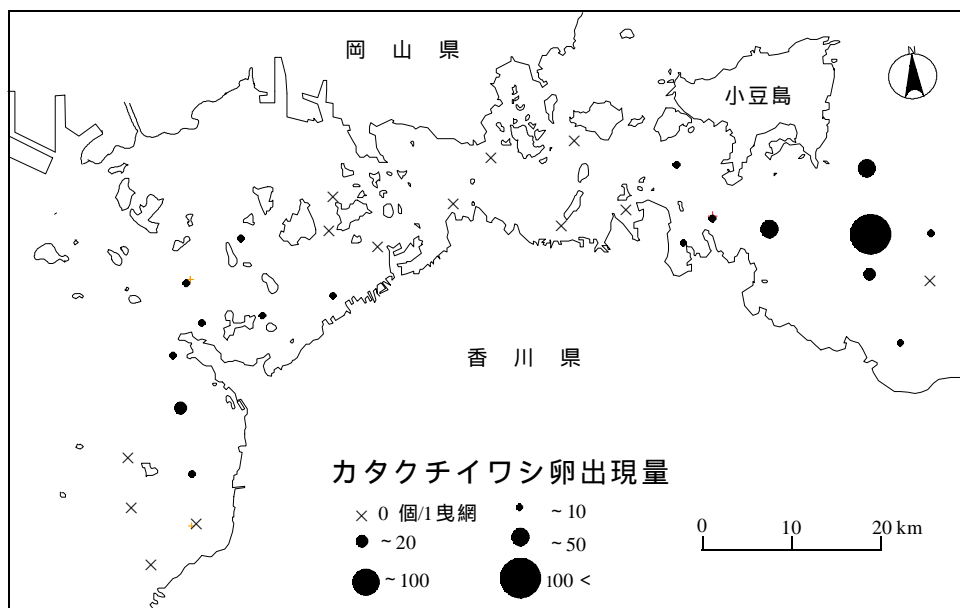 岡 山 県
N
小豆島
香 川 県
カタクチイワシ卵出現量
× 0 個/1曳網
~10
~20
~50
~100
100 <
0 10 20 km